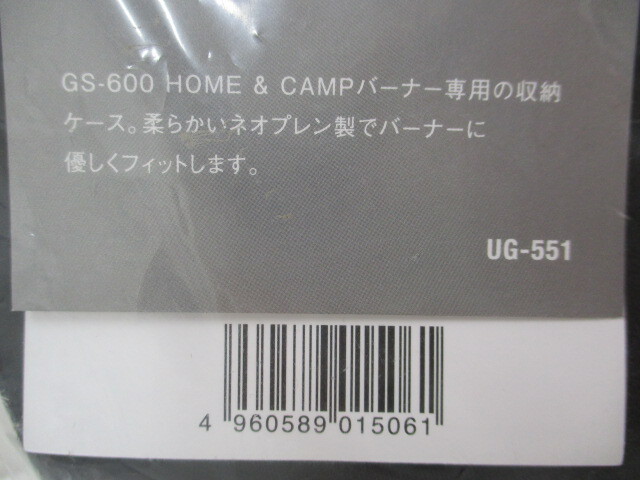 GS-600 HOME & CAMPバーナー専用の収納
ケース。柔らかいネオプレン製でバーナーに
優しくフィットします。
UG-551
4 960589 015061